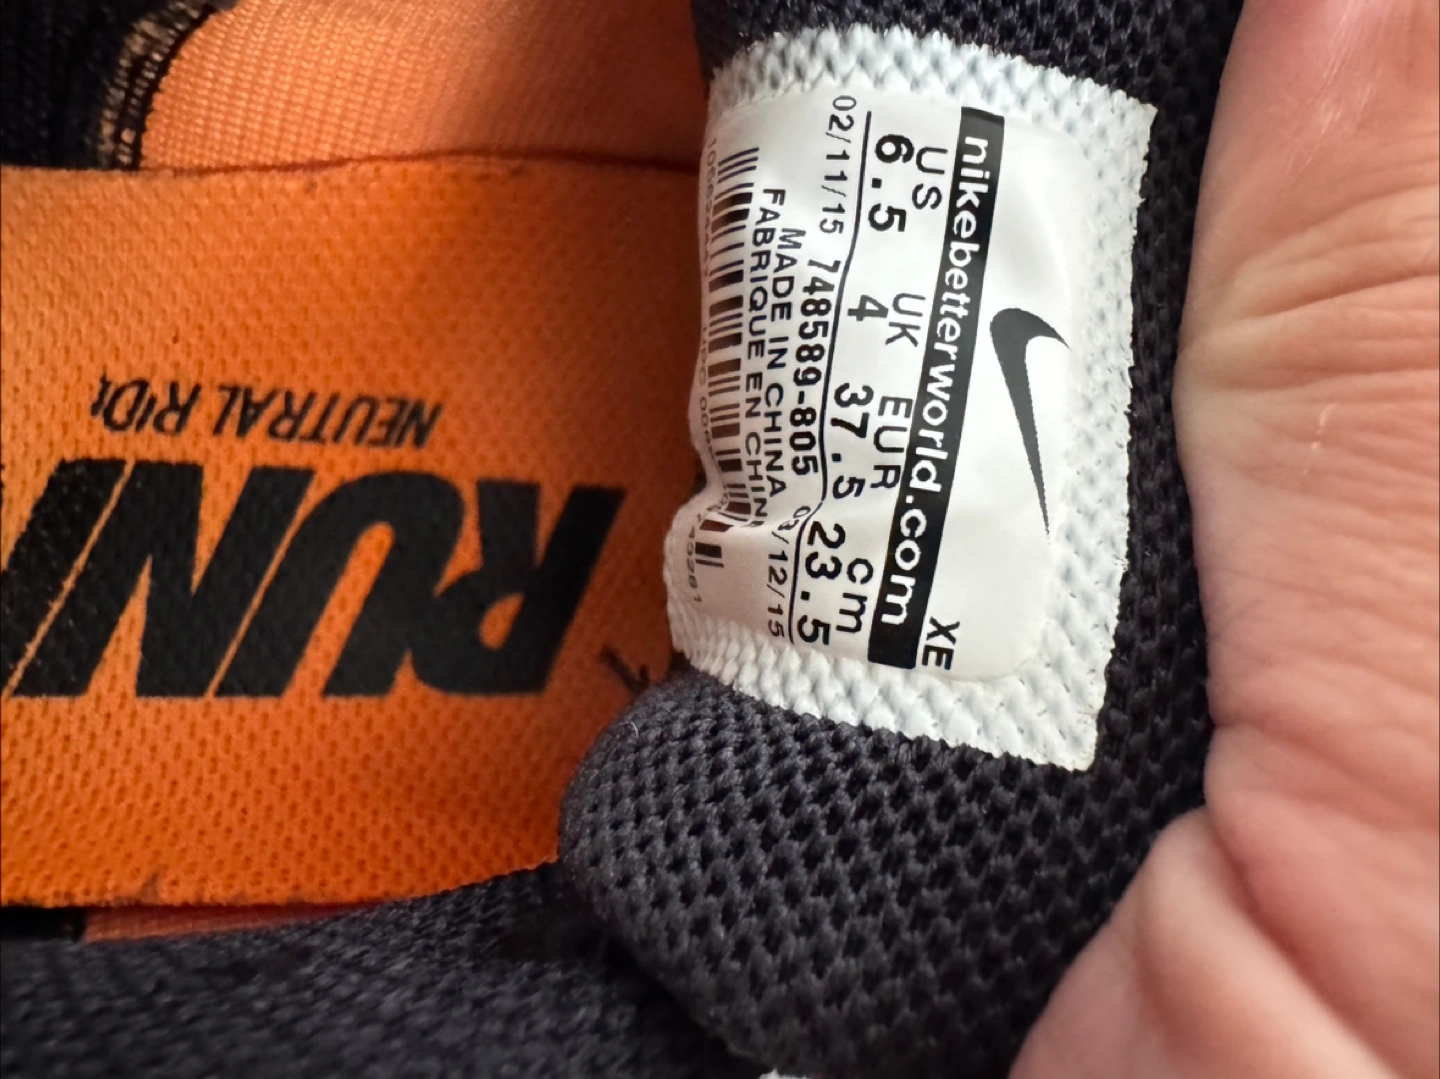 XE
nikebetterworld.com
US UK EUR cm
6.5 4 37.5 23.5
02/11/15 748589-805 03/12/15
MADE IN CHINA
FABRIQUE EN CHINE
NEUTRAL RIDE
RUN